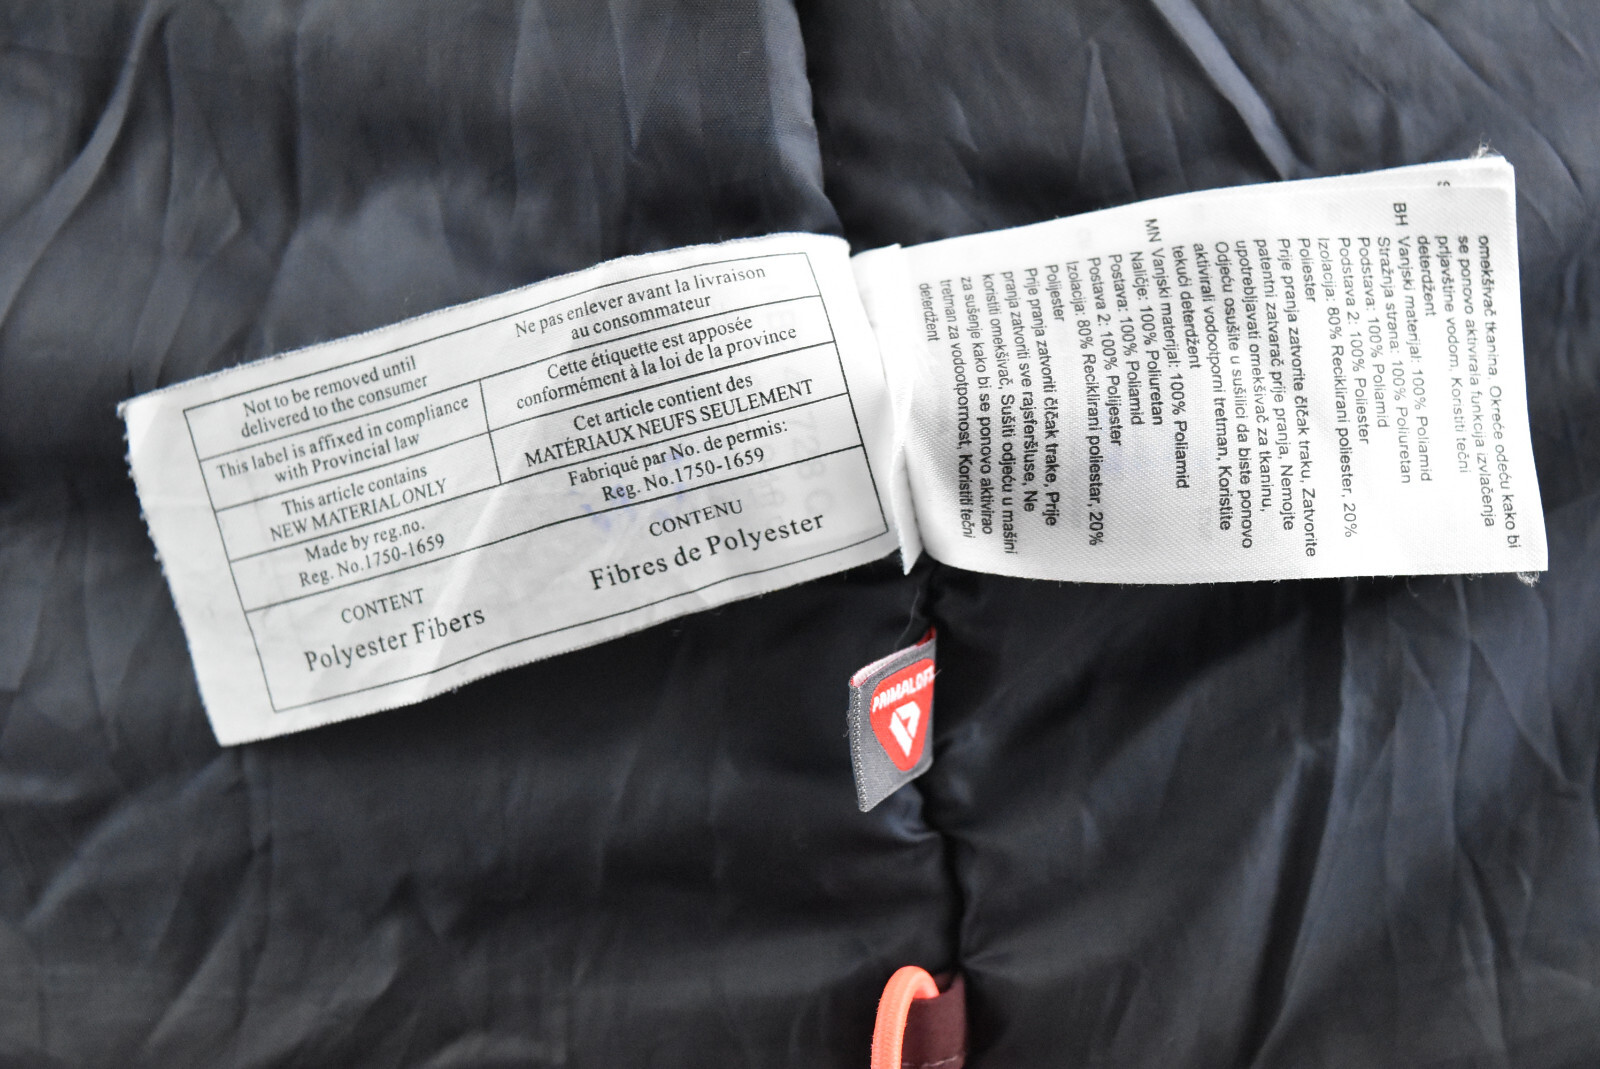 Not to be removed until
delivered to the consumer
Ne pas enlever avant la livraison
au consommateur
This label is affixed in compliance
with Provincial law
Cette étiquette est apposée
conformément à la loi de la province
This article contains
NEW MATERIAL ONLY
Cet article contient des
MATÉRIAUX NEUFS SEULEMENT
Made by reg.no.
Reg. No.1750-1659
Fabriqué par No. de permis:
Reg. No.1750-1659
CONTENT
Polyester Fibers
CONTENU
Fibres de Polyester
omekšivač tkanina. Okreće odeću kako bi
se ponovo aktivirala funkcija izvlačenja
prljavštine vodom, Koristiti tečni
deterdžent
BH Vanjski materijal: 100% Poliamid
Stražnja strana: 100% Poliuretan
Postava: 100% Poliamid
Podstava 2: 100% Poliester
Izolacija: 80% Reciklirani poliester, 20%
Poliester
Prije pranja zatvorite čičak traku, Zatvorite
patentni zatvarač prije pranja, Nemojte
upotrebljavati omekšivač za tkaninu,
Odjeću osušite u sušilici da biste ponovo
aktivirali vodootporni tretman, Koristite
tekući deterdžent
MN Vanjski materijal: 100% Poliamid
Naličje: 100% Poliuretan
Postava: 100% Poliamid
Postava 2: 100% Polijester
Izolacija: 80% Reciklirani poliestar, 20%
Polijester
Prije pranja zatvoriti čičak trake, Prije
pranja zatvoriti sve rajsferšluse, Ne
koristiti omekšivač, Sušiti odjeću u mašini
za sušenje kako bi se ponovo aktivirao
tretman za vodootpornost, Koristiti tečni
deterdžent
PRIMALOFT